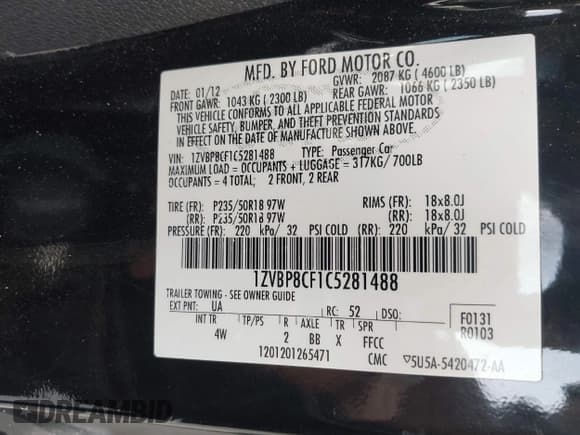 MFD. BY FORD MOTOR CO.
DATE: 01/12 GVWR: 2087 KG ( 4600 LB)
FRONT GAWR: 1043 KG ( 2300 LB) REAR GAWR: 1066 KG ( 2350 LB)
THIS VEHICLE CONFORMS TO ALL APPLICABLE FEDERAL MOTOR
VEHICLE SAFETY, BUMPER, AND THEFT PREVENTION STANDARDS
IN EFFECT ON THE DATE OF MANUFACTURE SHOWN ABOVE.
VIN: 1ZVBP8CF1C5281488 TYPE: Passenger Car
MAXIMUM LOAD = OCCUPANTS + LUGGAGE = 317KG/700LB
OCCUPANTS = 4 TOTAL; 2 FRONT, 2 REAR
TIRE (FR): P235/50R18 97W RIMS (FR): 18x8.0J
(RR): P235/50R18 97W (RR): 18x8.0J
PRESSURE (FR): 220 kPa/ 32 PSI COLD (RR): 220 kPa/ 32 PSI COLD
1ZVBP8CF1C5281488
TRAILER TOWING - SEE OWNER GUIDE
EXT PNT: UA RC: 52 DSO: F0131
INT TR TP/PS R AXLE TR SPR R0103
4W 2 BB X FFCC
1201201265471 CMC 5U5A-5420472-AA
DREAMBID